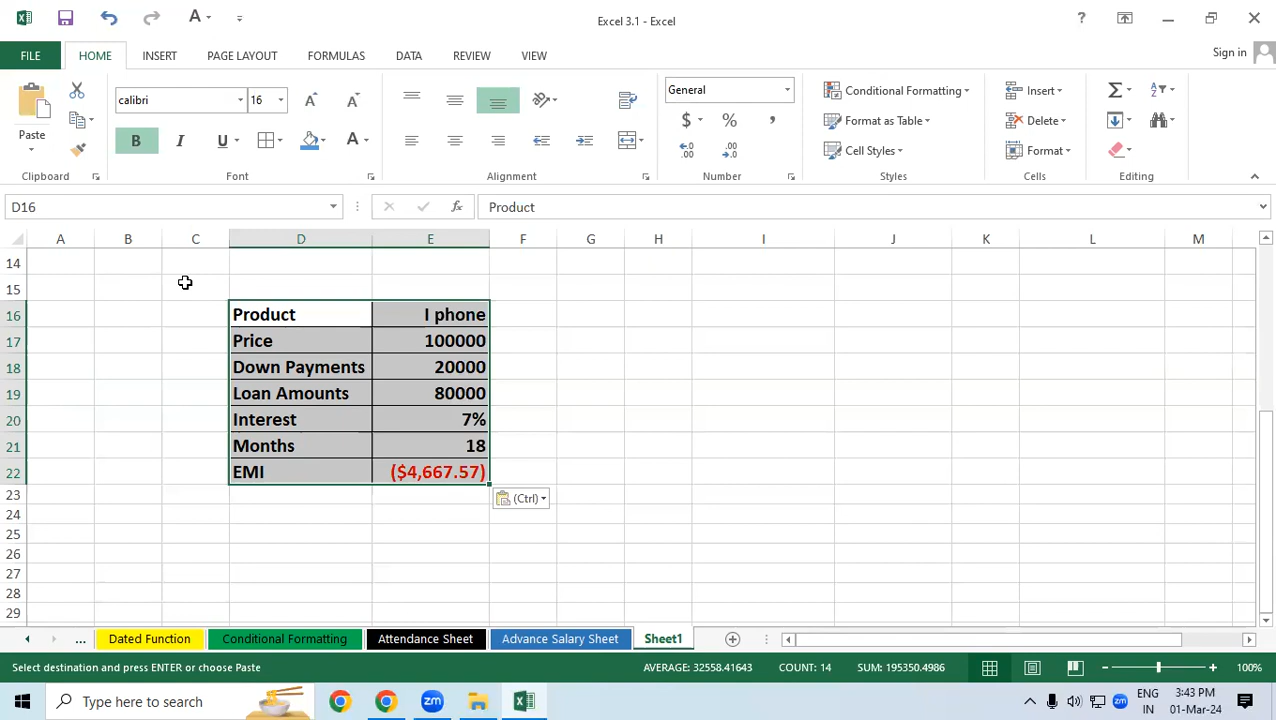 Excel 3.1 - Excel
FILE HOME INSERT PAGE LAYOUT FORMULAS DATA REVIEW VIEW Sign in
Paste
calibri 16
General
Conditional Formatting Insert
Format as Table Delete
Cell Styles Format
Clipboard Font Alignment Number Styles Cells Editing
D16 Product
A B C D E F G H I J K L M
14
15
16 Product I phone
17 Price 100000
18 Down Payments 20000
19 Loan Amounts 80000
20 Interest 7%
21 Months 18
22 EMI ($4,667.57)
23 (Ctrl)
24
25
26
27
28
29
... Dated Function Conditional Formatting Attendance Sheet Advance Salary Sheet Sheet1
Select destination and press ENTER or choose Paste AVERAGE: 32558.41643 COUNT: 14 SUM: 195350.4986 100%
Type here to search ENG IN 3:43 PM 01-Mar-24